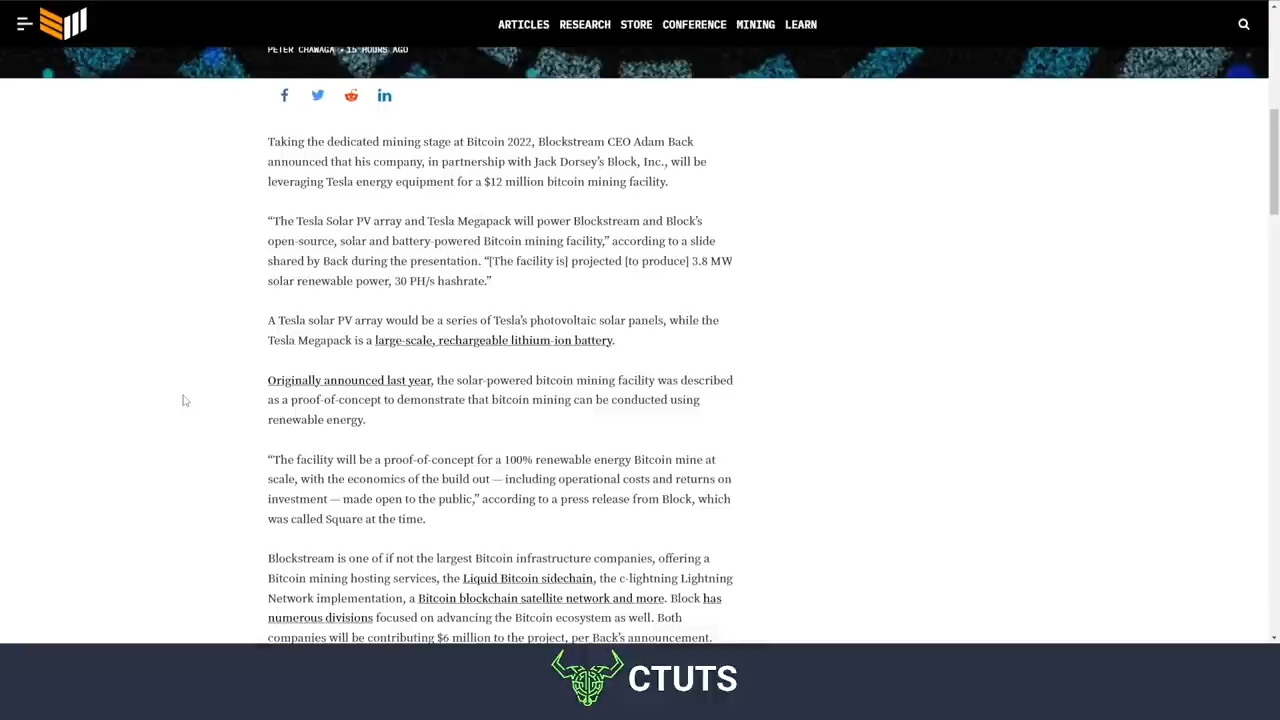 ARTICLES RESEARCH STORE CONFERENCE MINING LEARN
PETER CHAWAGA • 15 HOURS AGO
Taking the dedicated mining stage at Bitcoin 2022, Blockstream CEO Adam Back
announced that his company, in partnership with Jack Dorsey’s Block, Inc., will be
leveraging Tesla energy equipment for a $12 million bitcoin mining facility.
“The Tesla Solar PV array and Tesla Megapack will power Blockstream and Block’s
open-source, solar and battery-powered Bitcoin mining facility,” according to a slide
shared by Back during the presentation. “[The facility is] projected [to produce] 3.8 MW
solar renewable power, 30 PH/s hashrate.”
A Tesla solar PV array would be a series of Tesla’s photovoltaic solar panels, while the
Tesla Megapack is a large-scale, rechargeable lithium-ion battery.
Originally announced last year, the solar-powered bitcoin mining facility was described
as a proof-of-concept to demonstrate that bitcoin mining can be conducted using
renewable energy.
“The facility will be a proof-of-concept for a 100% renewable energy Bitcoin mine at
scale, with the economics of the build out — including operational costs and returns on
investment — made open to the public,” according to a press release from Block, which
was called Square at the time.
Blockstream is one of if not the largest Bitcoin infrastructure companies, offering a
Bitcoin mining hosting services, the Liquid Bitcoin sidechain, the c-lightning Lightning
Network implementation, a Bitcoin blockchain satellite network and more. Block has
numerous divisions focused on advancing the Bitcoin ecosystem as well. Both
companies will be contributing $6 million to the project, per Back’s announcement.
CTUTS